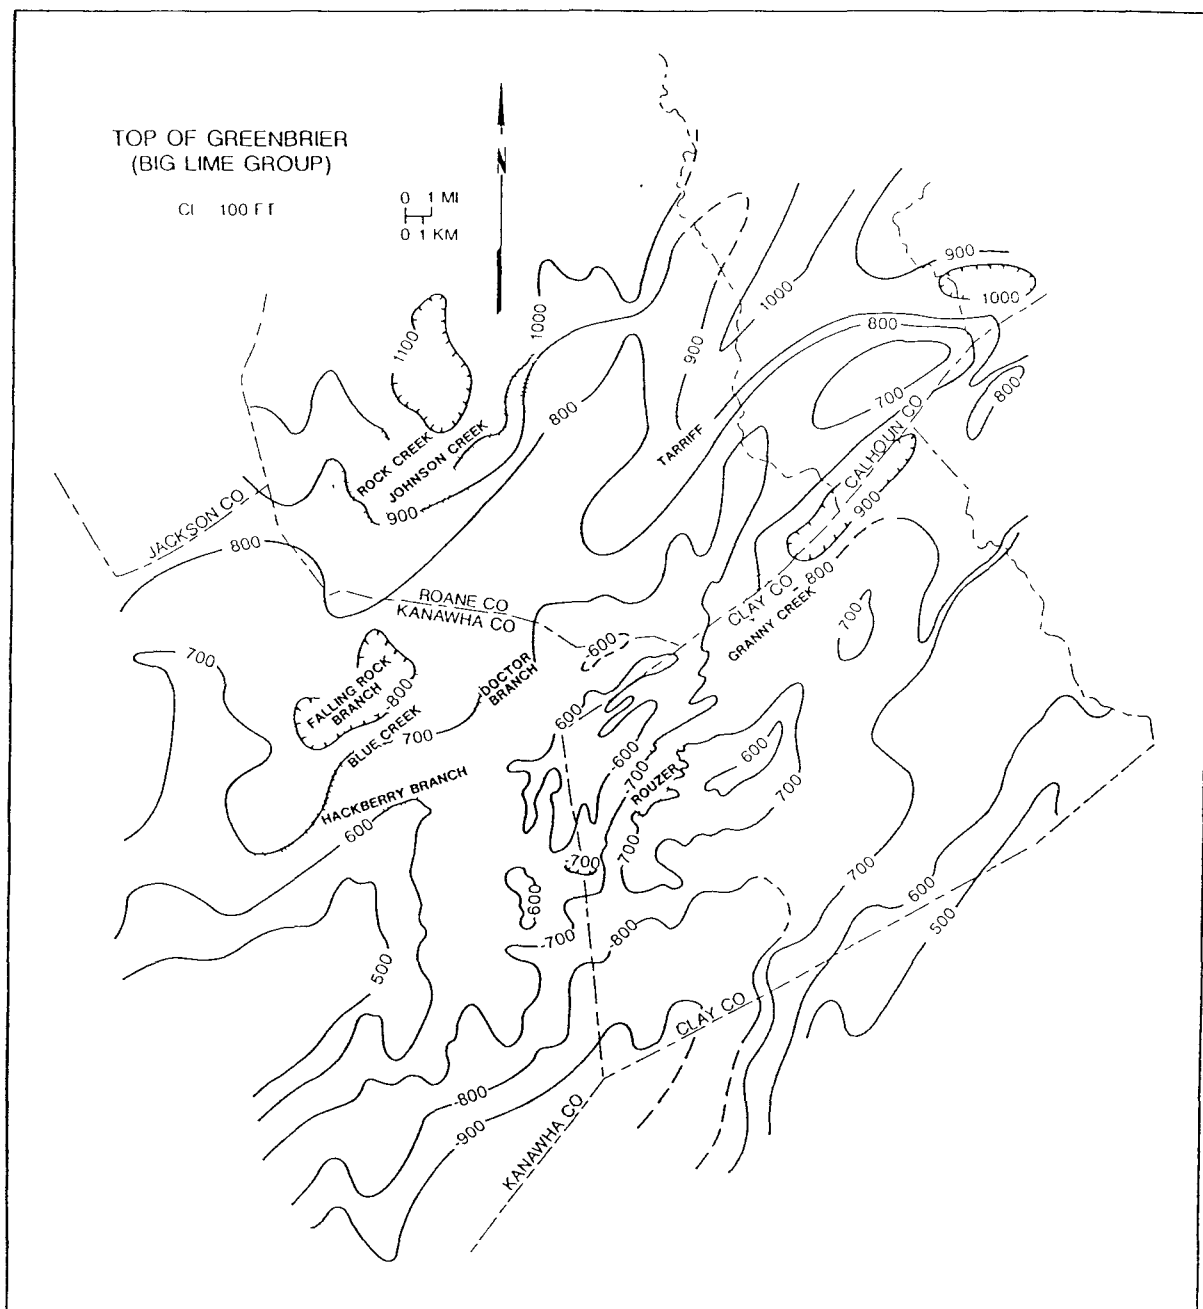 TOP OF GREENBRIER
(BIG LIME GROUP)
CI 100 FT
N
0 1 MI
0 1 KM
900
1000
1000
1000
1100
800
900
800
700
800
TARRIFF
ROCK CREEK
JOHNSON CREEK
CALHOUN CO
900
900
JACKSON CO
800
800
ROANE CO
KANAWHA CO
CLAY CO
GRANNY CREEK
700
-600
700
DOCTOR
BRANCH
FALLING ROCK
BRANCH
-800
BLUE CREEK
700
600
-600
600
-700
ROUZER
700
HACKBERRY BRANCH
600
-700
700
700
600
-600
500
-700
-800
500
CLAY CO
-800
-900
KANAWHA CO